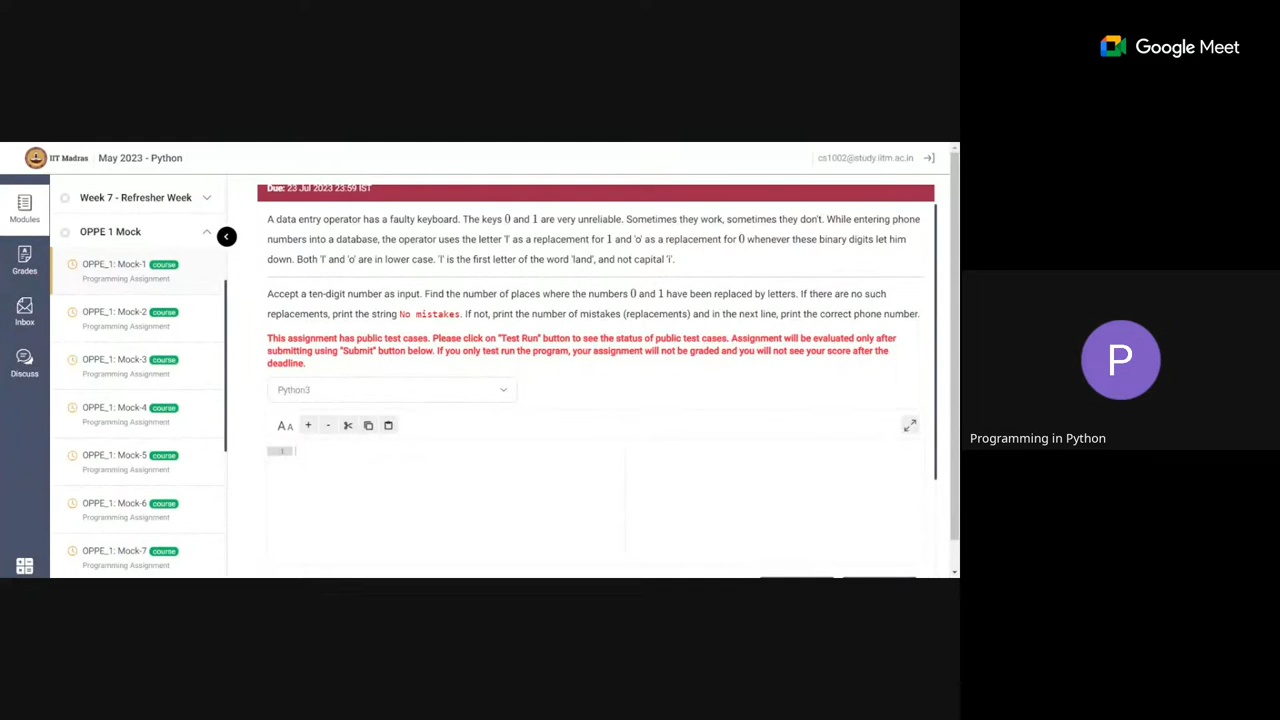 Google Meet
IIT Madras
May 2023 - Python
cs1002@study.iitm.ac.in
Modules
Grades
Inbox
Discuss
Week 7 - Refresher Week
OPPE 1 Mock
OPPE_1: Mock-1 course
Programming Assignment
OPPE_1: Mock-2 course
Programming Assignment
OPPE_1: Mock-3 course
Programming Assignment
OPPE_1: Mock-4 course
Programming Assignment
OPPE_1: Mock-5 course
Programming Assignment
OPPE_1: Mock-6 course
Programming Assignment
OPPE_1: Mock-7 course
Programming Assignment
Due: 23 Jul 2023 23:59 IST
A data entry operator has a faulty keyboard. The keys 0 and 1 are very unreliable. Sometimes they work, sometimes they don't. While entering phone
numbers into a database, the operator uses the letter 'l' as a replacement for 1 and 'o' as a replacement for 0 whenever these binary digits let him
down. Both 'l' and 'o' are in lower case. 'l' is the first letter of the word 'land', and not capital 'i'.
Accept a ten-digit number as input. Find the number of places where the numbers 0 and 1 have been replaced by letters. If there are no such
replacements, print the string No mistakes. If not, print the number of mistakes (replacements) and in the next line, print the correct phone number.
This assignment has public test cases. Please click on "Test Run" button to see the status of public test cases. Assignment will be evaluated only after
submitting using "Submit" button below. If you only test run the program, your assignment will not be graded and you will not see your score after the
deadline.
Python3
A A + -
1
P
Programming in Python